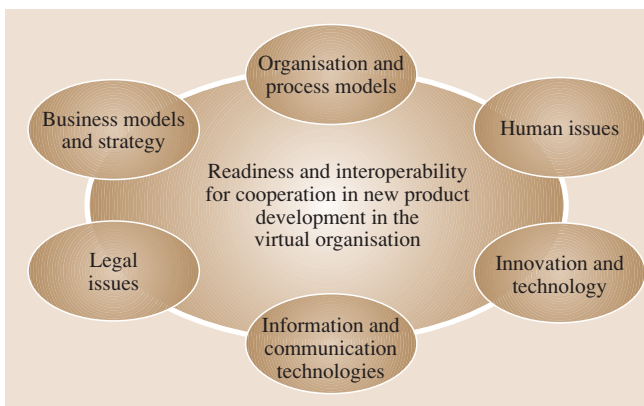 Organisation and
process models
Business models
and strategy
Human issues
Readiness and interoperability
for cooperation in new product
development in the
virtual organisation
Legal
issues
Innovation and
technology
Information and
communication
technologies